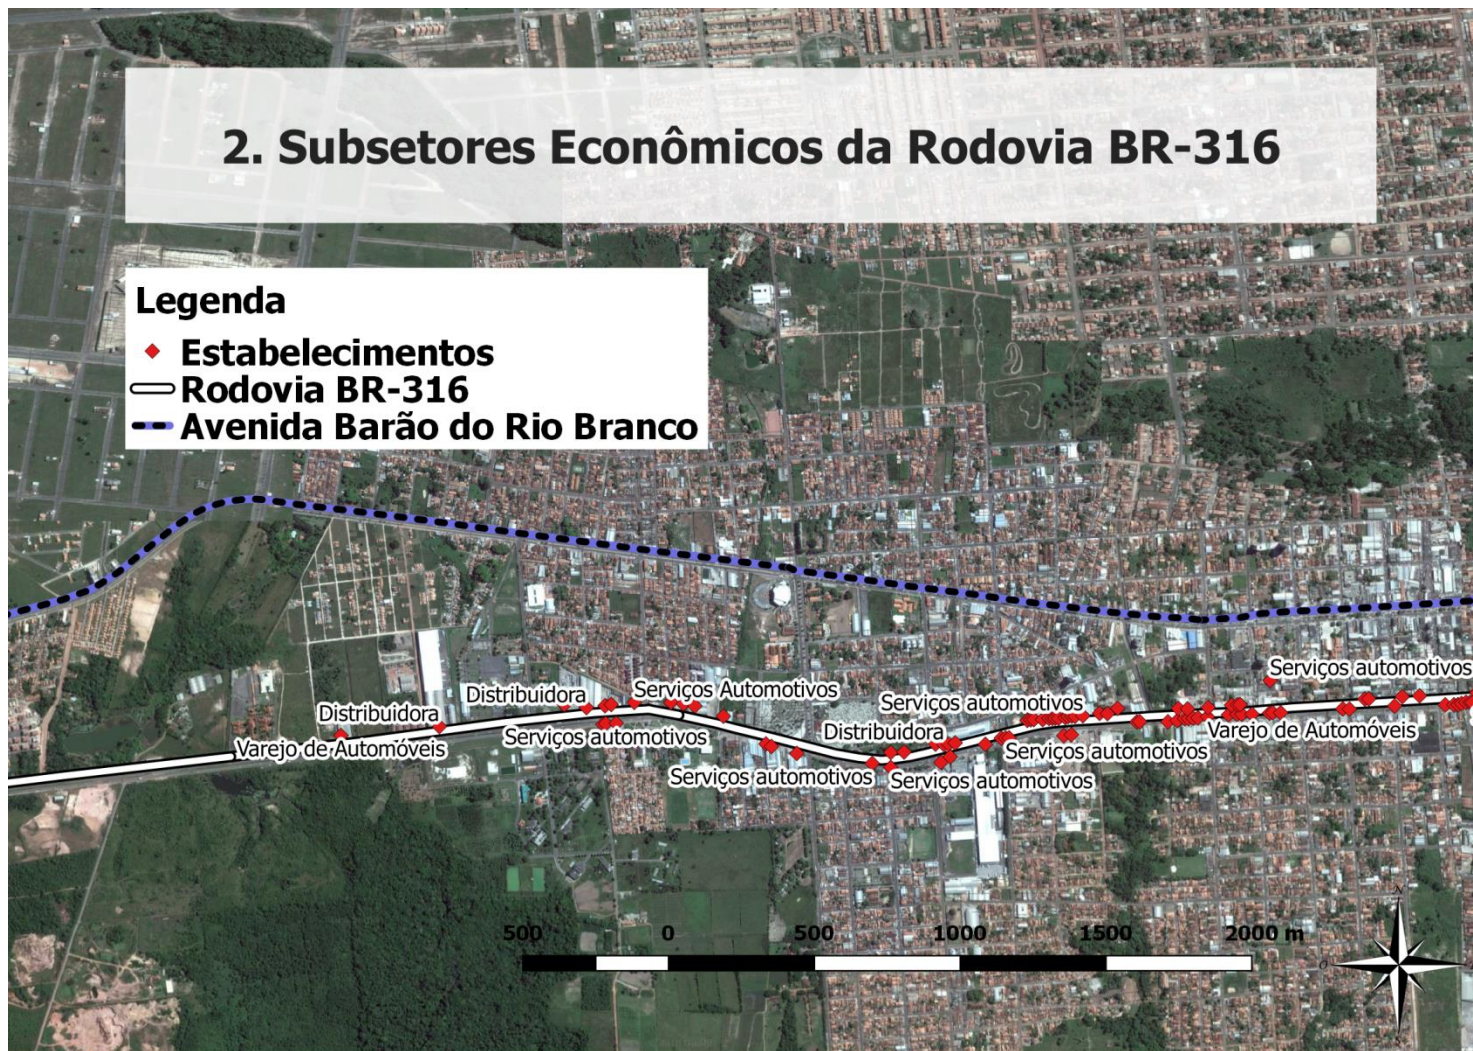 2. Subsetores Econômicos da Rodovia BR-316
Legenda
Estabelecimentos
Rodovia BR-316
Avenida Barão do Rio Branco
Serviços automotivos
Distribuidora
Serviços Automotivos
Serviços automotivos
Distribuidora
Distribuidora
Varejo de Automóveis
Serviços automotivos
Serviços automotivos
Varejo de Automóveis
Serviços automotivos
Serviços automotivos
500 0 500 1000 1500 2000 m
N
O